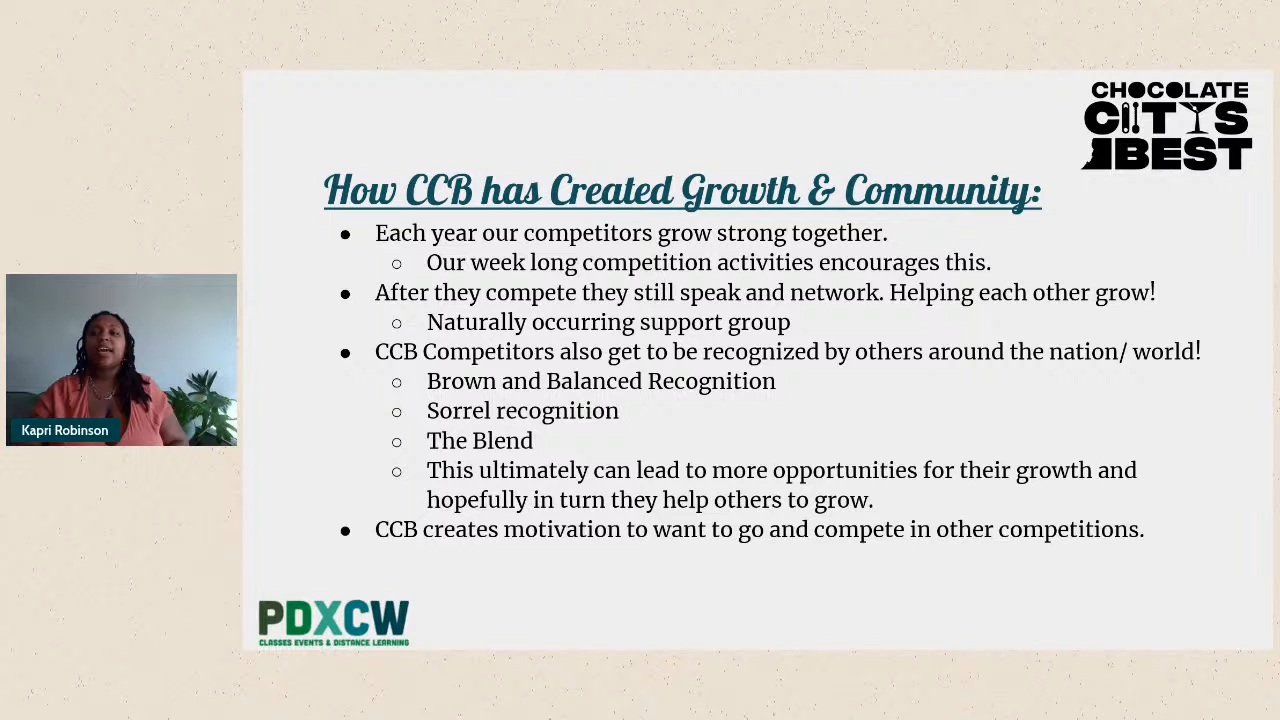 CHOCOLATE
CITY'S
BEST
How CCB has Created Growth & Community:
● Each year our competitors grow strong together.
○ Our week long competition activities encourages this.
● After they compete they still speak and network. Helping each other grow!
○ Naturally occurring support group
● CCB Competitors also get to be recognized by others around the nation/ world!
○ Brown and Balanced Recognition
○ Sorrel recognition
○ The Blend
○ This ultimately can lead to more opportunities for their growth and
hopefully in turn they help others to grow.
● CCB creates motivation to want to go and compete in other competitions.
Kapri Robinson
PDXCW
CLASSES EVENTS & DISTANCE LEARNING